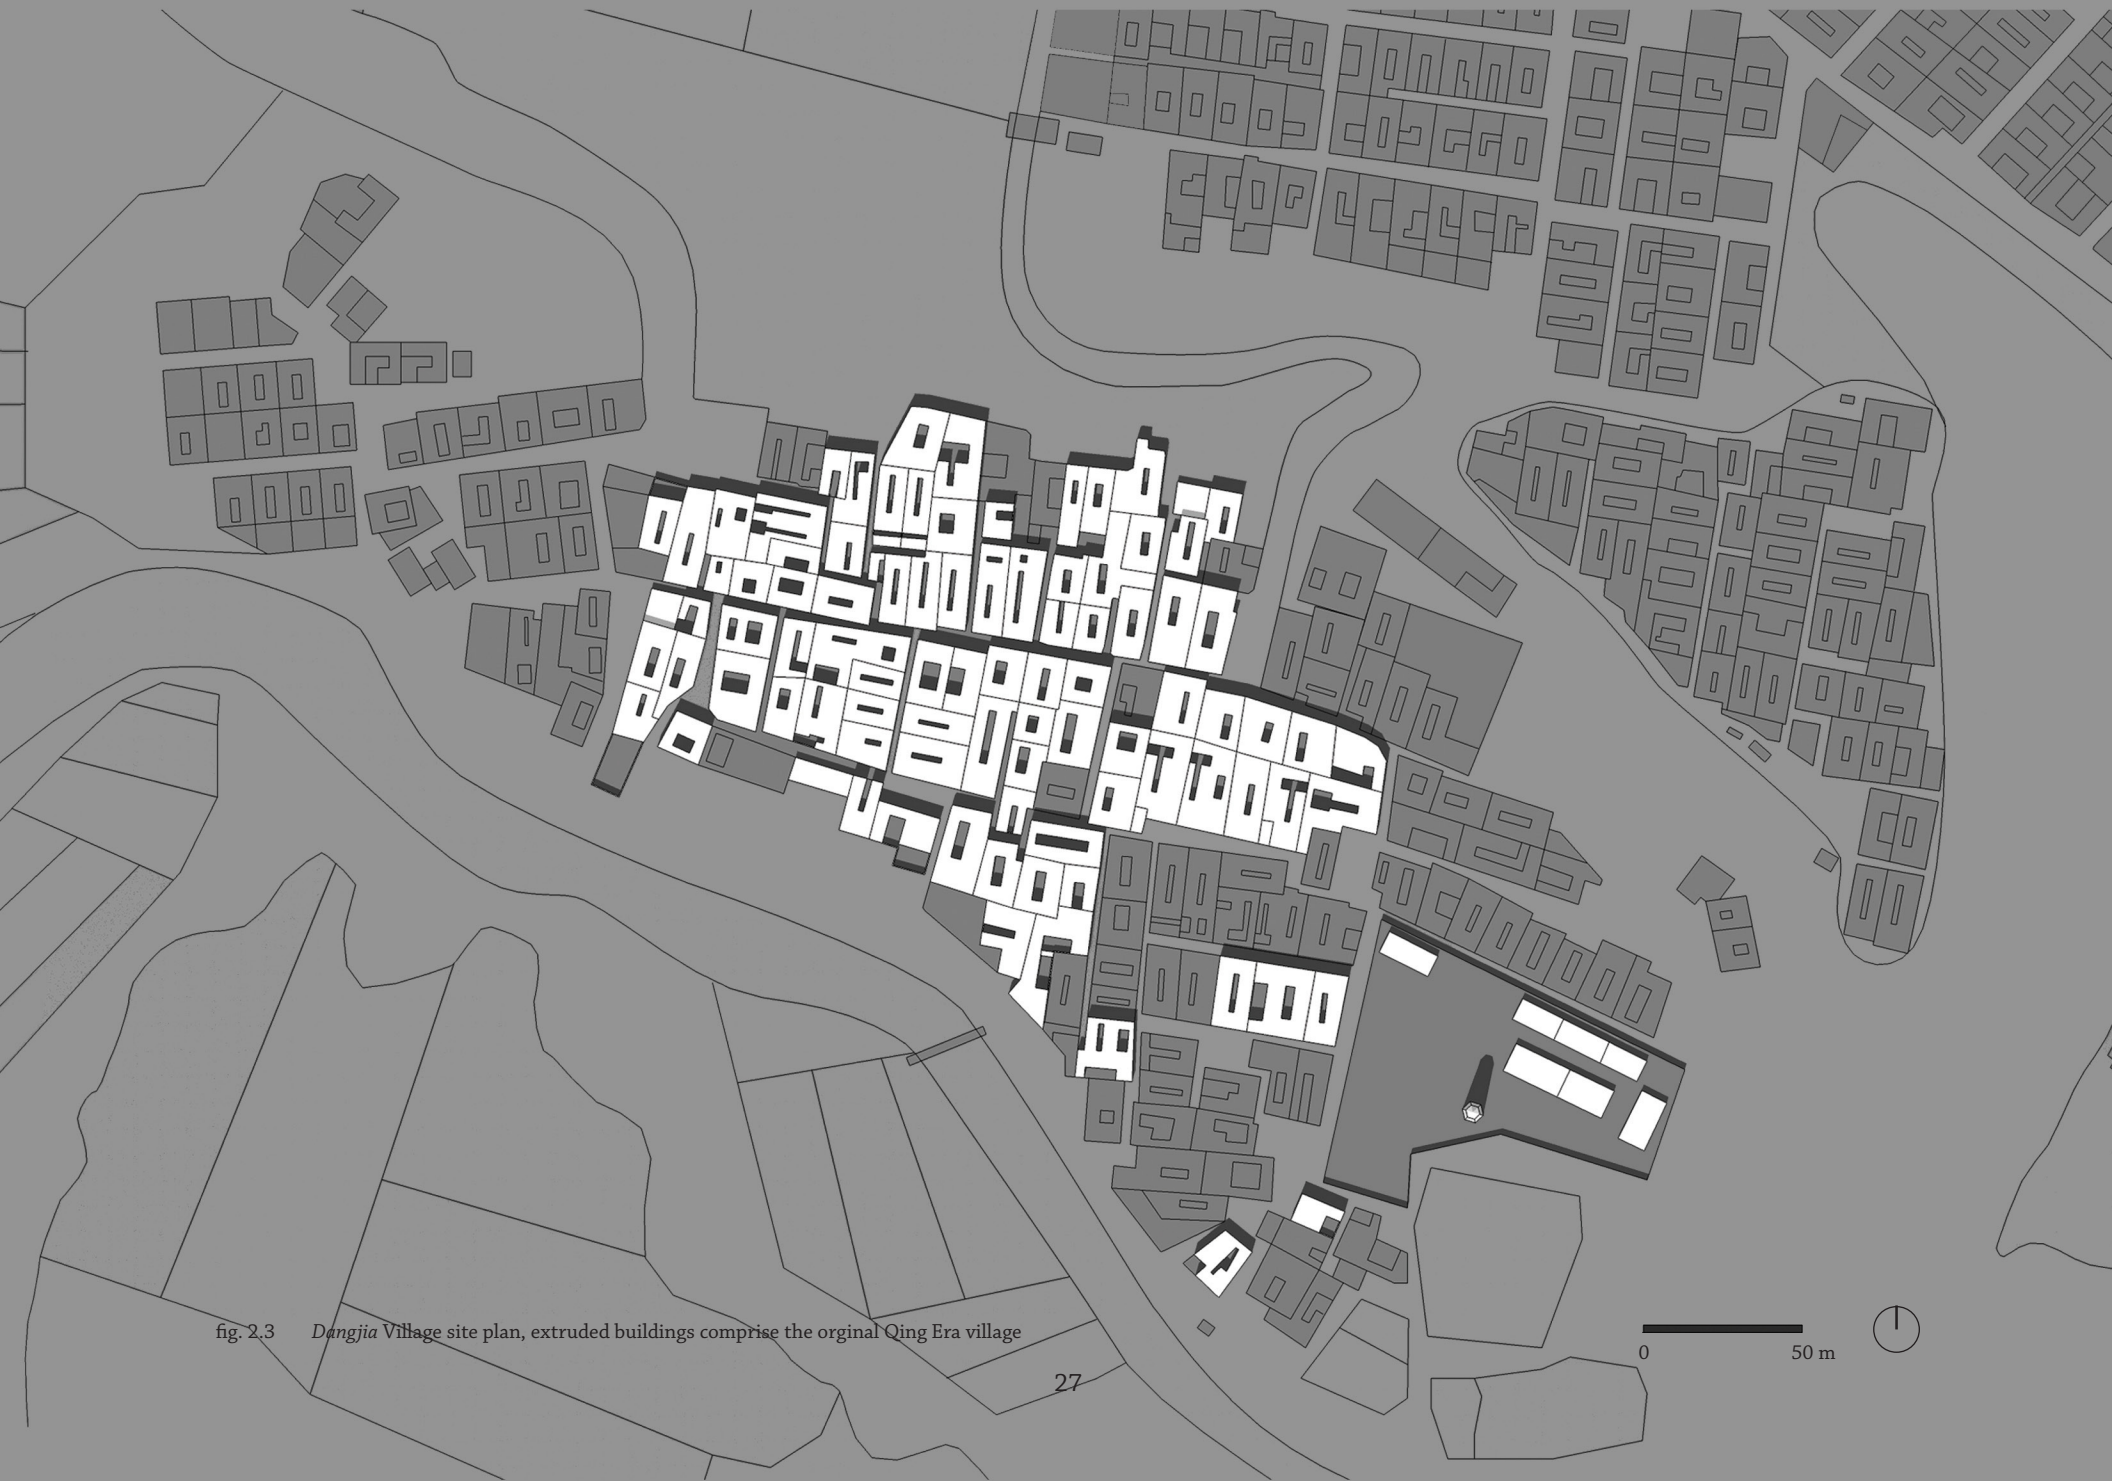 fig. 2.3 Dangjia Village site plan, extruded buildings comprise the orginal Qing Era village
0 50 m
27